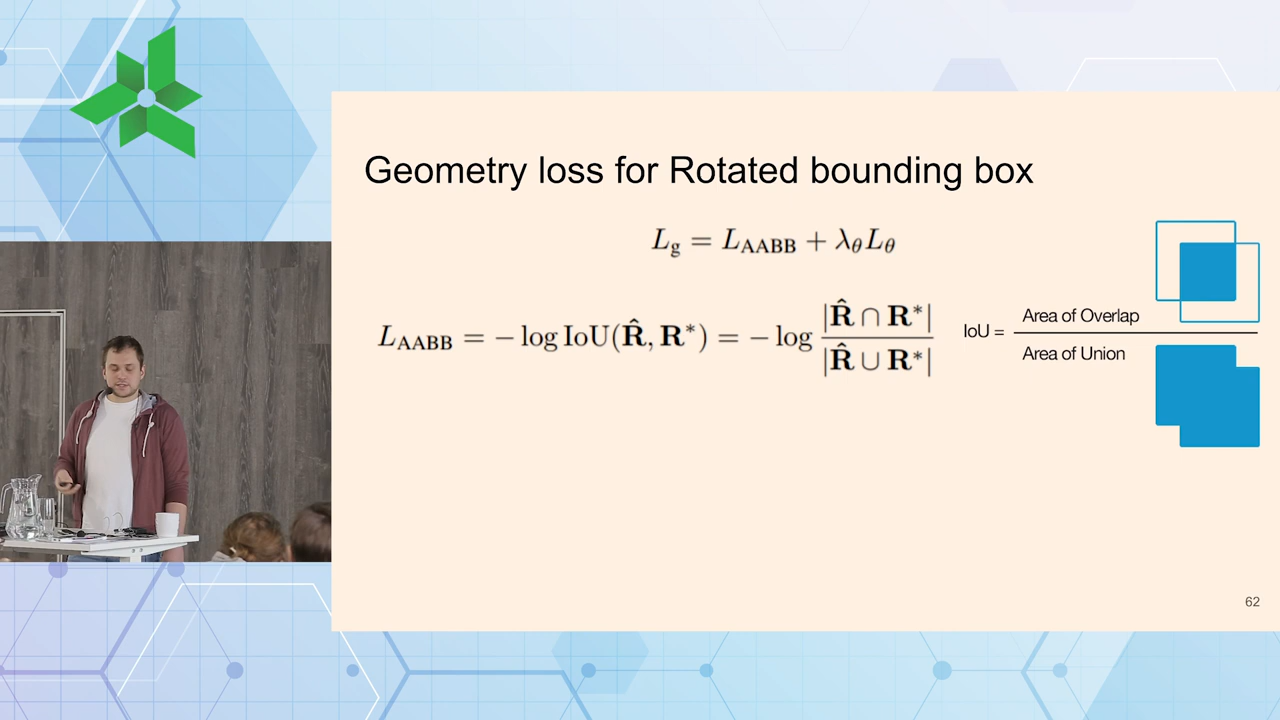 Geometry loss for Rotated bounding box
L_g = L_AABB + λ_θ L_θ
L_AABB = − log IoU(R̂, R*) = − log |R̂ ∩ R*| / |R̂ ∪ R*|
IoU =
Area of Overlap
Area of Union
62